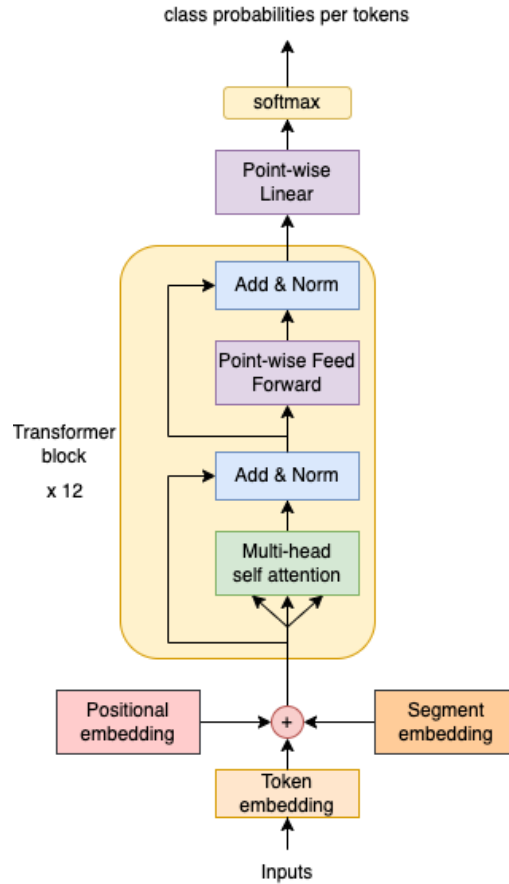 class probabilities per tokens
softmax
Point-wise
Linear
Add & Norm
Point-wise Feed
Forward
Transformer
block
x 12
Add & Norm
Multi-head
self attention
Positional
embedding
+
Segment
embedding
Token
embedding
Inputs